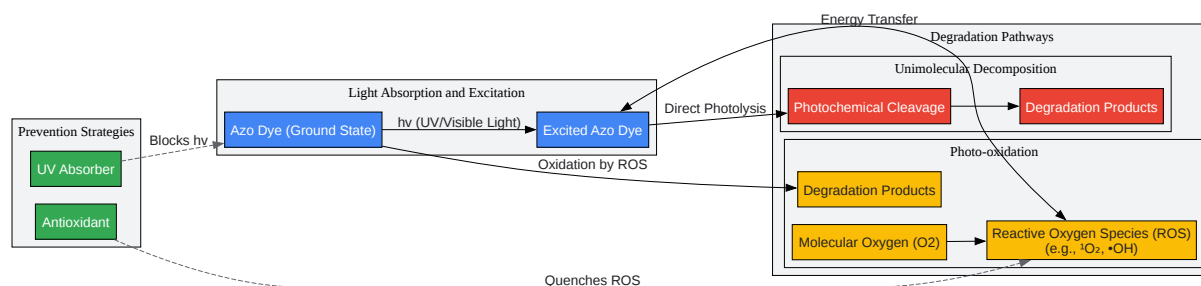 Energy Transfer
Degradation Pathways
Unimolecular Decomposition
Light Absorption and Excitation
Direct Photolysis
Photochemical Cleavage
Degradation Products
Prevention Strategies
Blocks hν
Azo Dye (Ground State)
hν (UV/Visible Light)
Excited Azo Dye
UV Absorber
Oxidation by ROS
Photo-oxidation
Degradation Products
Antioxidant
Molecular Oxygen (O2)
Reactive Oxygen Species (ROS)
(e.g., ¹O₂, •OH)
Quenches ROS